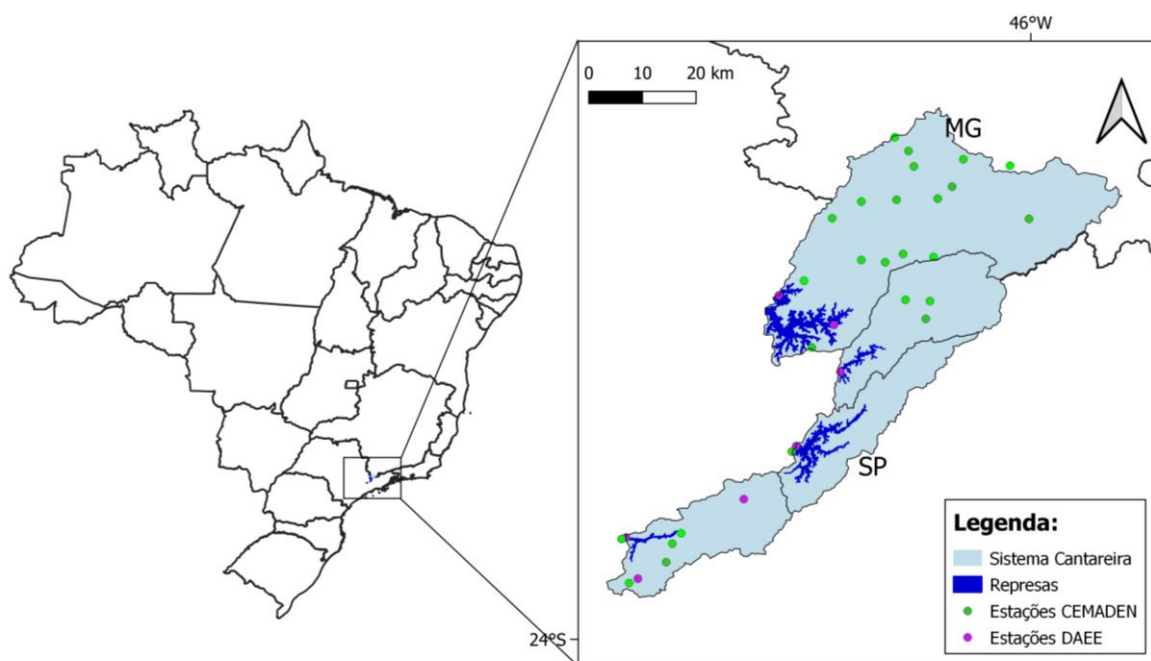 46°W
0 10 20 km
MG
SP
Legenda:
Sistema Cantareira
Represas
Estações CEMADEN
Estações DAEE
24°S